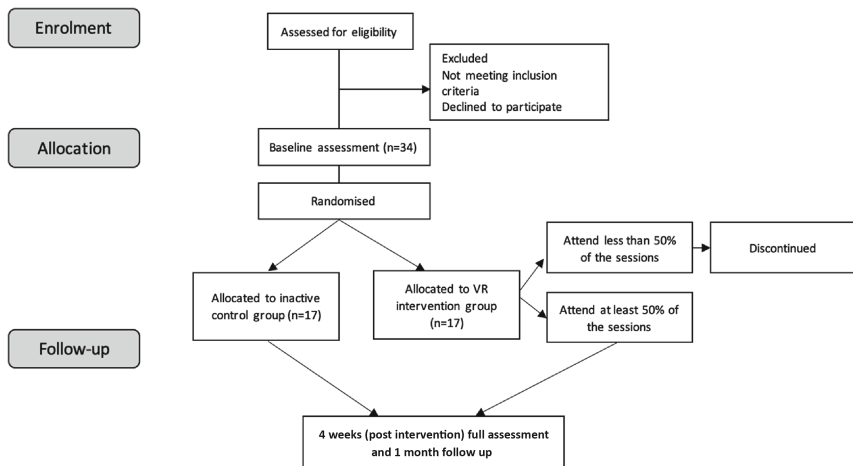 Enrolment
Assessed for eligibility
Excluded
Not meeting inclusion
criteria
Declined to participate
Allocation
Baseline assessment (n=34)
Randomised
Attend less than 50%
of the sessions
Discontinued
Allocated to inactive
control group (n=17)
Allocated to VR
intervention group
(n=17)
Attend at least 50% of
the sessions
Follow-up
4 weeks (post intervention) full assessment
and 1 month follow up